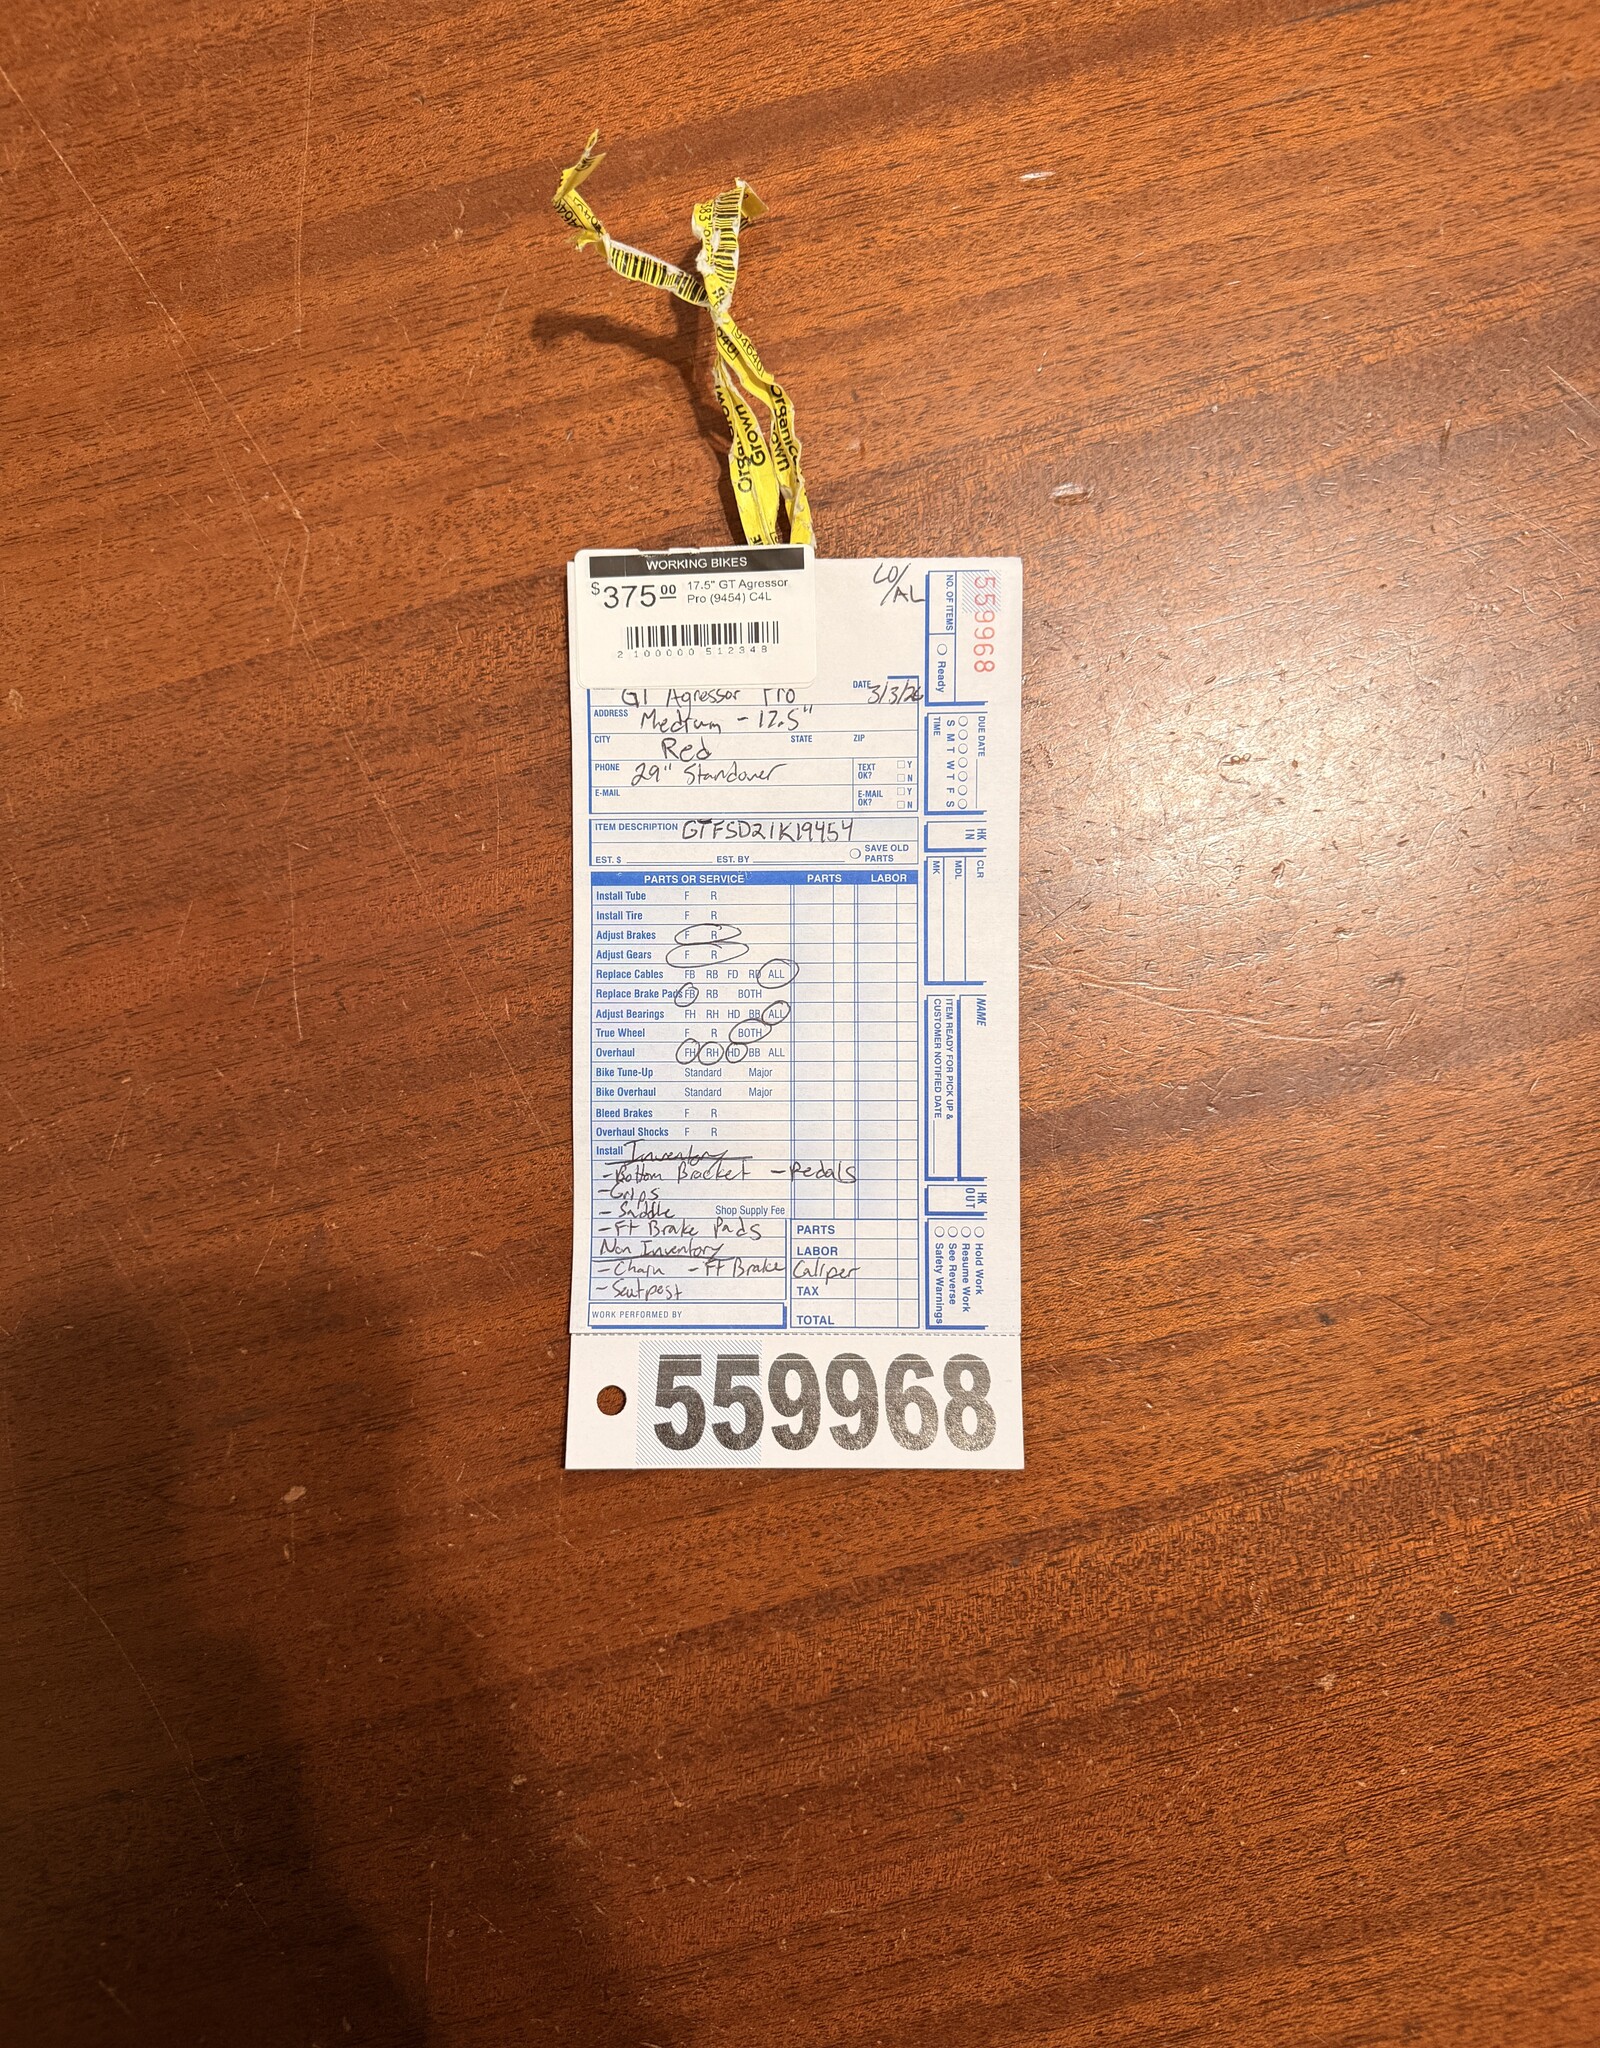 Organic
Grown
94640
WORKING BIKES
$375.00 17.5" GT Agressor
Pro (9454) C4L
2 100000 512348
LO/
/AL
559968
NO. OF ITEMS
Ready
GT Agressor Pro
DATE 3/3/26
ADDRESS Medium - 17.5"
CITY Red STATE ZIP
PHONE 29" Standover TEXT OK? Y N
E-MAIL E-MAIL OK? Y N
DUE DATE
S M T W T F S
TIME
ITEM DESCRIPTION GTFSD21K19454
EST. $ EST. BY SAVE OLD PARTS
HK IN
CLR
MDL
MK
PARTS OR SERVICE PARTS LABOR
Install Tube F R
Install Tire F R
Adjust Brakes F R
Adjust Gears F R
Replace Cables FB RB FD RD ALL
Replace Brake Pads FB RB BOTH
Adjust Bearings FH RH HD BB ALL
True Wheel F R BOTH
Overhaul FH RH HD BB ALL
Bike Tune-Up Standard Major
Bike Overhaul Standard Major
Bleed Brakes F R
Overhaul Shocks F R
Install Inventory
- Bottom Bracket - Pedals
- Grips
- Saddle Shop Supply Fee
- Ft Brake Pads PARTS
Non Inventory LABOR
- Chain - Ft Brake Caliper
- Seatpost TAX
WORK PERFORMED BY TOTAL
NAME
ITEM READY FOR PICK UP &
CUSTOMER NOTIFIED DATE
HK OUT
Hold Work
Resume Work
See Reverse
Safety Warnings
559968